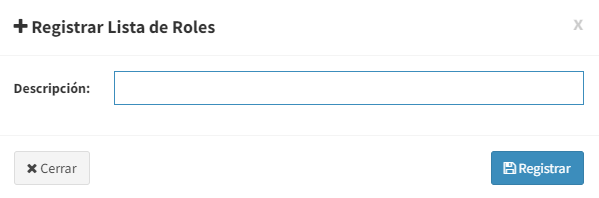 Registrar Lista de Roles
x
Descripción:
Cerrar
Registrar